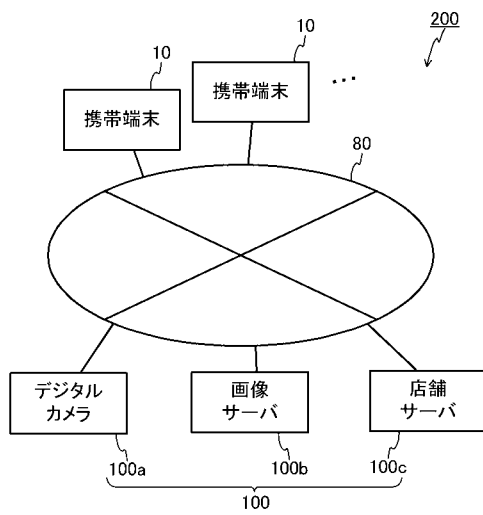 200
10
10
携帯端末
携帯端末
…
80
デジタル
カメラ
画像
サーバ
店舗
サーバ
100a
100b
100c
100